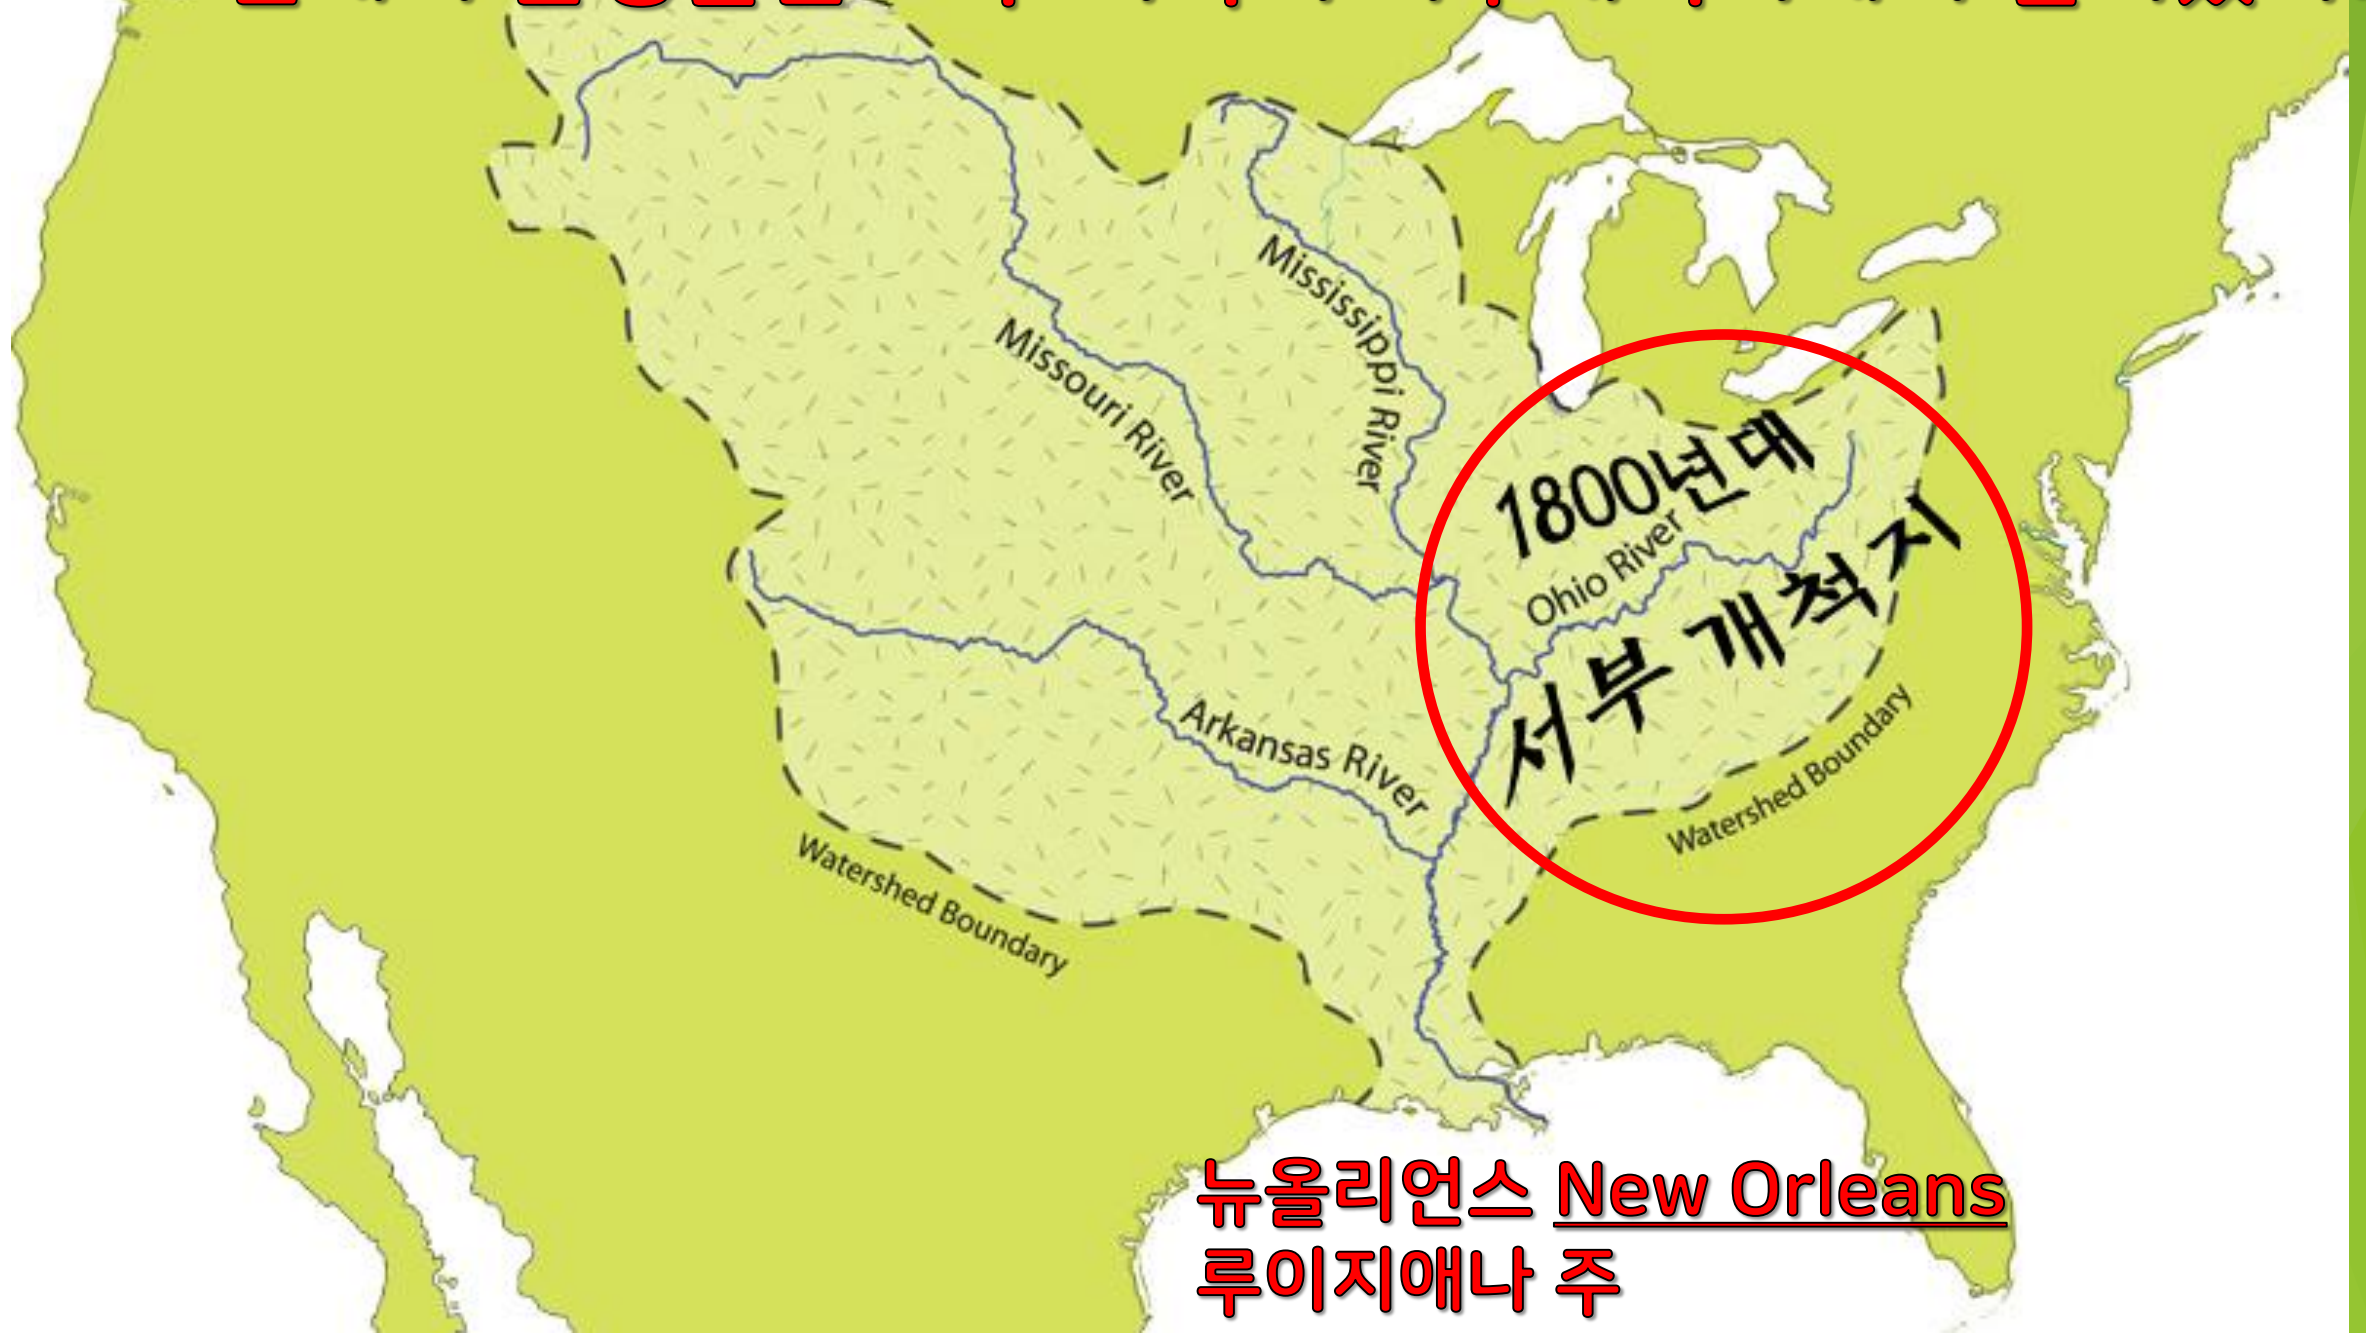 Mississippi River
Missouri River
1800년대
Ohio River
서부 개척지
Arkansas River
Watershed Boundary
Watershed Boundary
뉴올리언스 New Orleans
루이지애나 주